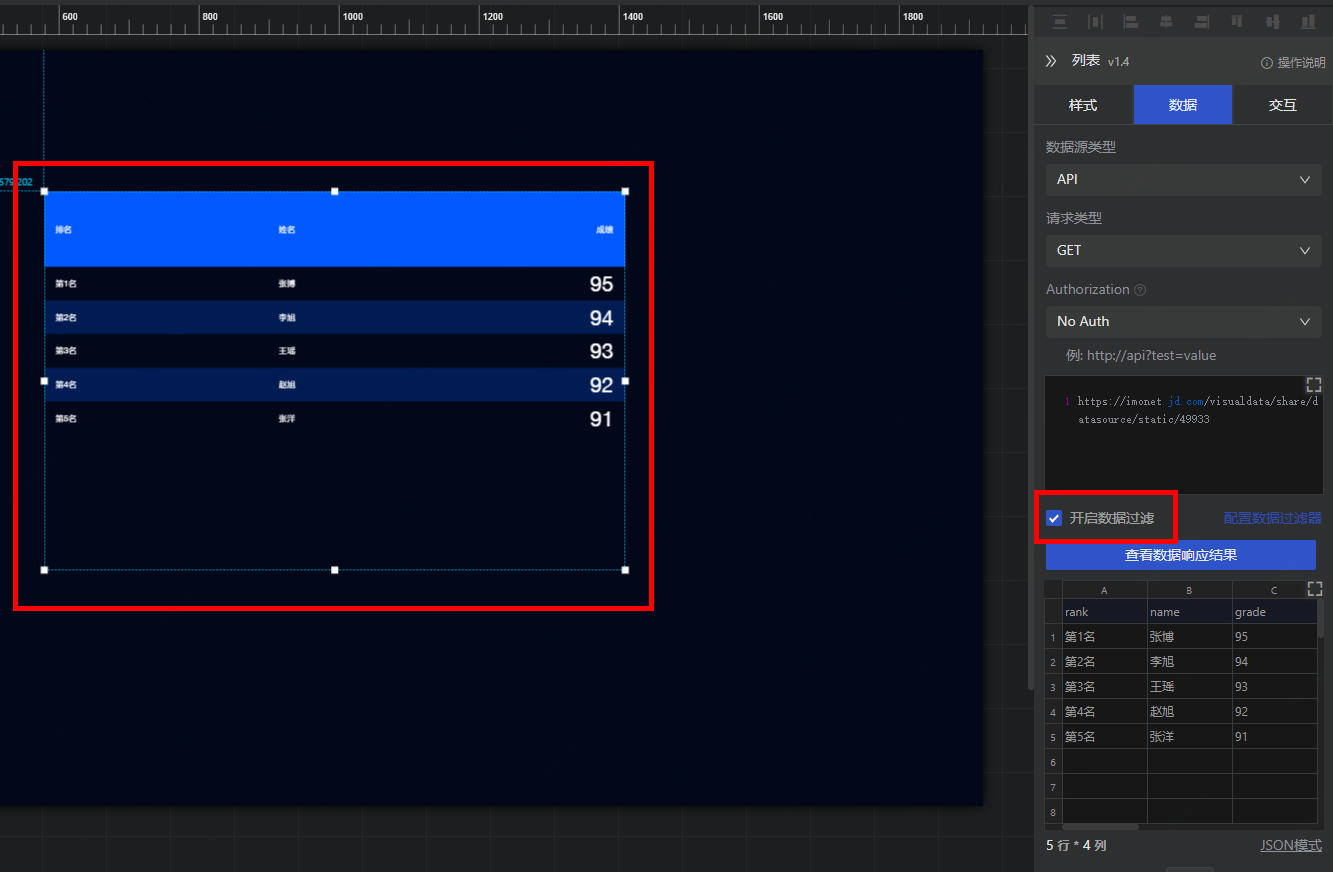 600 800 1000 1200 1400 1600 1800
列表 v1.4 操作说明
样式 数据 交互
数据源类型
API
请求类型
GET
Authorization
No Auth
例: http://api?test=value
1 https://imonet.jd.com/visualdata/share/d
atasource/static/49933
开启数据过滤 配置数据过滤器
查看数据响应结果
A B C
rank name grade
1 第1名 张博 95
2 第2名 李旭 94
3 第3名 王瑶 93
4 第4名 赵旭 92
5 第5名 张洋 91
6
7
8
5 行 * 4 列 JSON模式
579,202
排名 姓名 成绩
第1名 张博 95
第2名 李旭 94
第3名 王瑶 93
第4名 赵旭 92
第5名 张洋 91